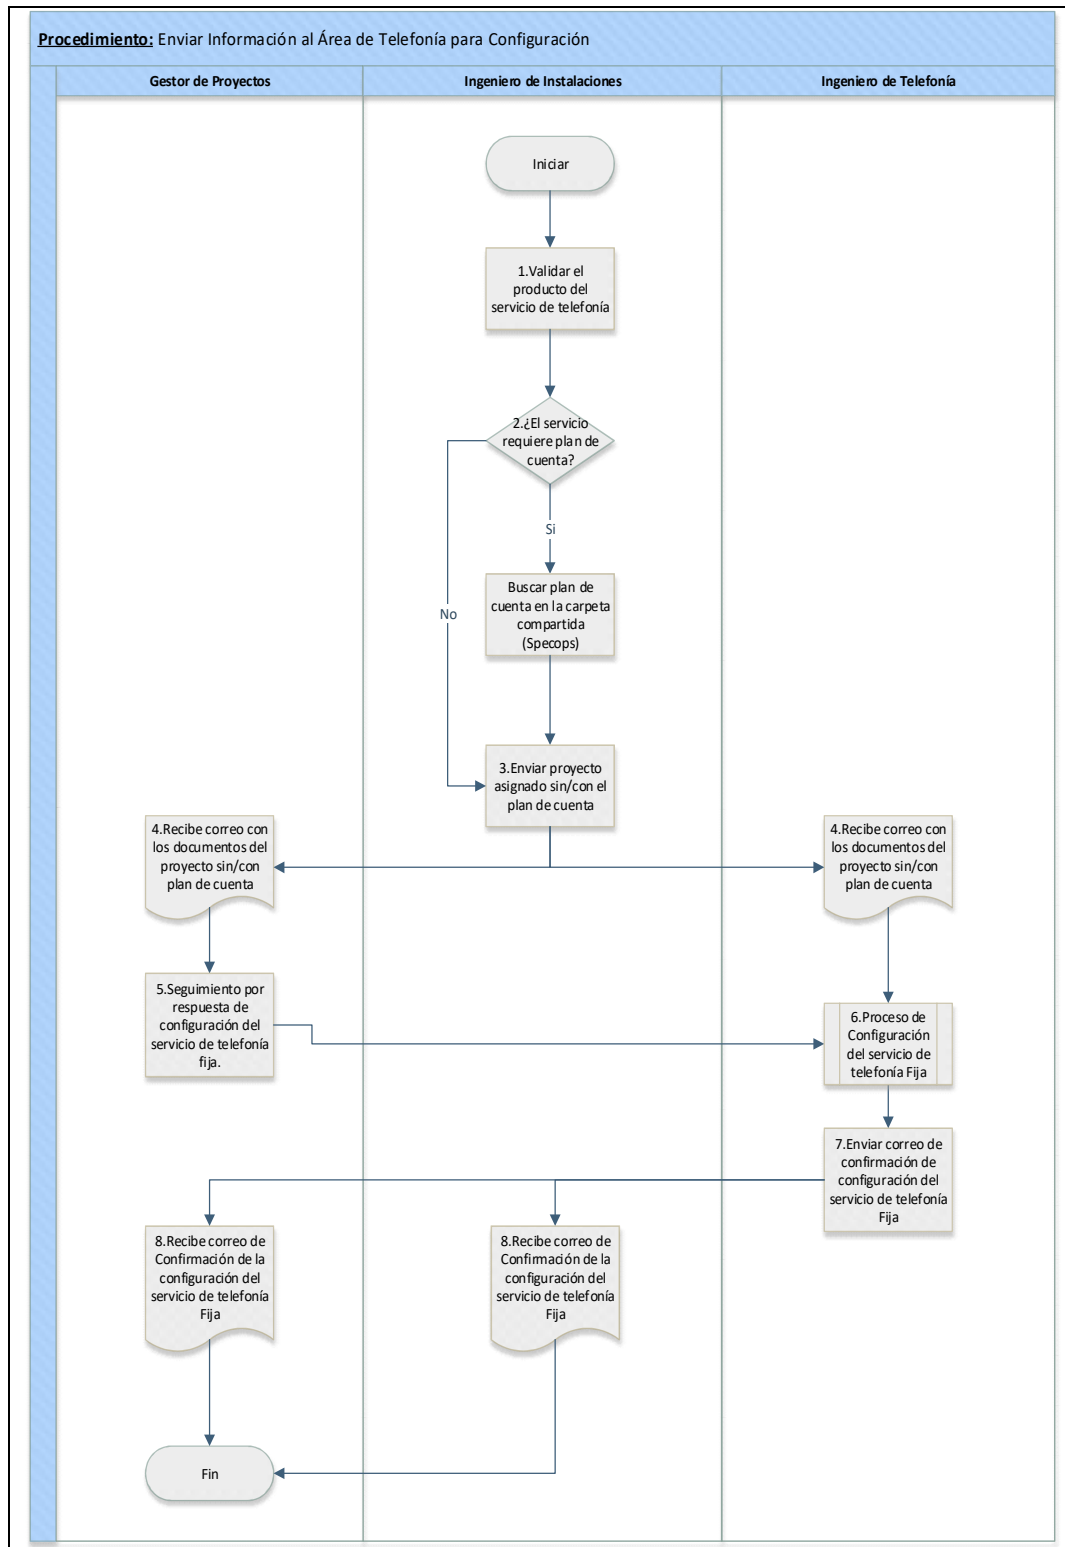 Procedimiento: Enviar Información al Área de Telefonía para Configuración
Gestor de Proyectos
Ingeniero de Instalaciones
Ingeniero de Telefonía
Iniciar
1.Validar el
producto del
servicio de telefonía
2.¿El servicio
requiere plan de
cuenta?
Si
No
Buscar plan de
cuenta en la carpeta
compartida
(Specops)
3.Enviar proyecto
asignado sin/con el
plan de cuenta
4.Recibe correo con
los documentos del
proyecto sin/con
plan de cuenta
4.Recibe correo con
los documentos del
proyecto sin/con
plan de cuenta
5.Seguimiento por
respuesta de
configuración del
servicio de telefonía
fija.
6.Proceso de
Configuración
del servicio de
telefonía Fija
7.Enviar correo de
confirmación de
configuración del
servicio de telefonía
Fija
8.Recibe correo de
Confirmación de la
configuración del
servicio de telefonía
Fija
8.Recibe correo de
Confirmación de la
configuración del
servicio de telefonía
Fija
Fin